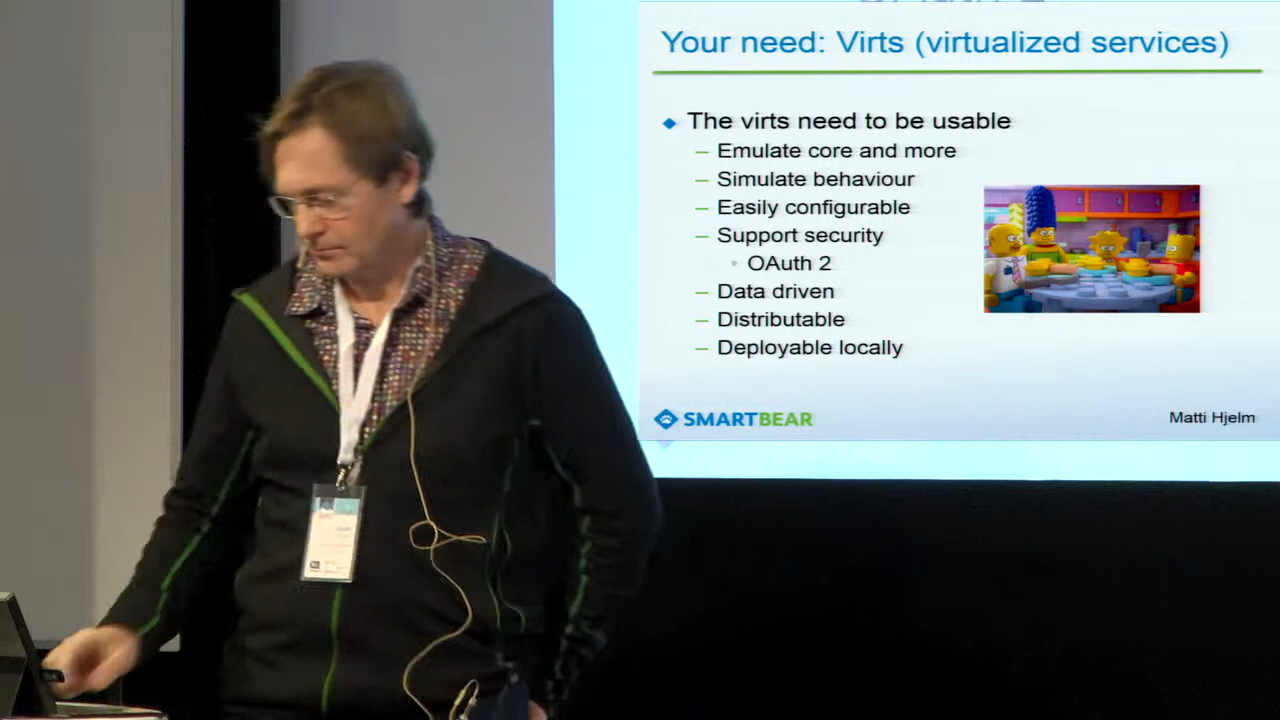 Your need: Virts (virtualized services)
The virts need to be usable
– Emulate core and more
– Simulate behaviour
– Easily configurable
– Support security
OAuth 2
– Data driven
– Distributable
– Deployable locally
SMARTBEAR
Matti Hjelm